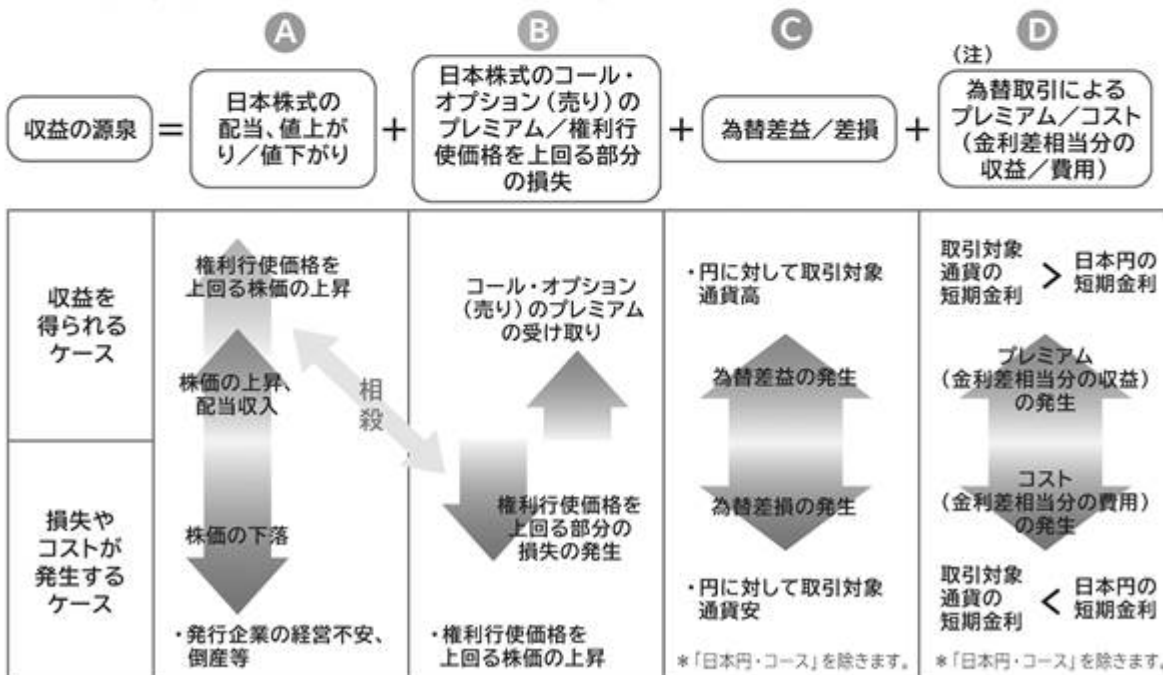 A
B
C
D
(注)
収益の源泉
=
日本株式の
配当、値上が
り/値下がり
+
日本株式のコール・
オプション(売り)の
プレミアム/権利行
使価格を上回る部分
の損失
+
為替差益/差損
+
為替取引による
プレミアム/コスト
(金利差相当分の
収益/費用)
収益を
得られる
ケース
権利行使価格を
上回る株価の上昇
株価の上昇、
配当収入
相殺
コール・オプション
(売り)のプレミアム
の受け取り
・円に対して取引対象
通貨高
為替差益の発生
取引対象
通貨の
短期金利
>
日本円の
短期金利
プレミアム
(金利差相当分の収益)
の発生
損失や
コストが
発生する
ケース
株価の下落
・発行企業の経営不安、
倒産等
権利行使価格を
上回る部分の
損失の発生
・権利行使価格を
上回る株価の上昇
為替差損の発生
・円に対して取引対象
通貨安
*「日本円・コース」を除きます。
コスト
(金利差相当分の費用)
の発生
取引対象
通貨の
短期金利
<
日本円の
短期金利
*「日本円・コース」を除きます。